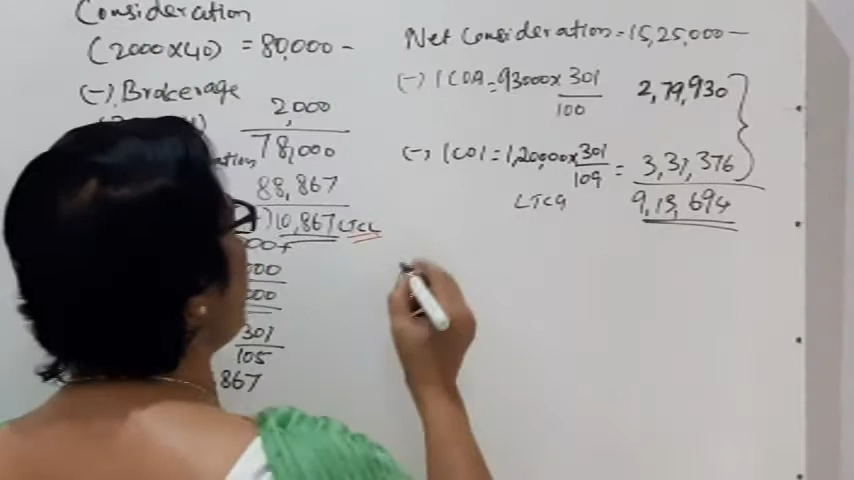 Consideration
(2000x40) = 80,000 -
(-) Brokerage
2,000
78,000
88,867
) 10,867 LTCL
000
000
301
105
867
Net Consideration = 15,25,000 -
(-) ICOA = 93000 x 301
100
2,79,930
(-) ICOI = 1,20,000 x 301
109
= 3,31,376
LTCG
9,13,694